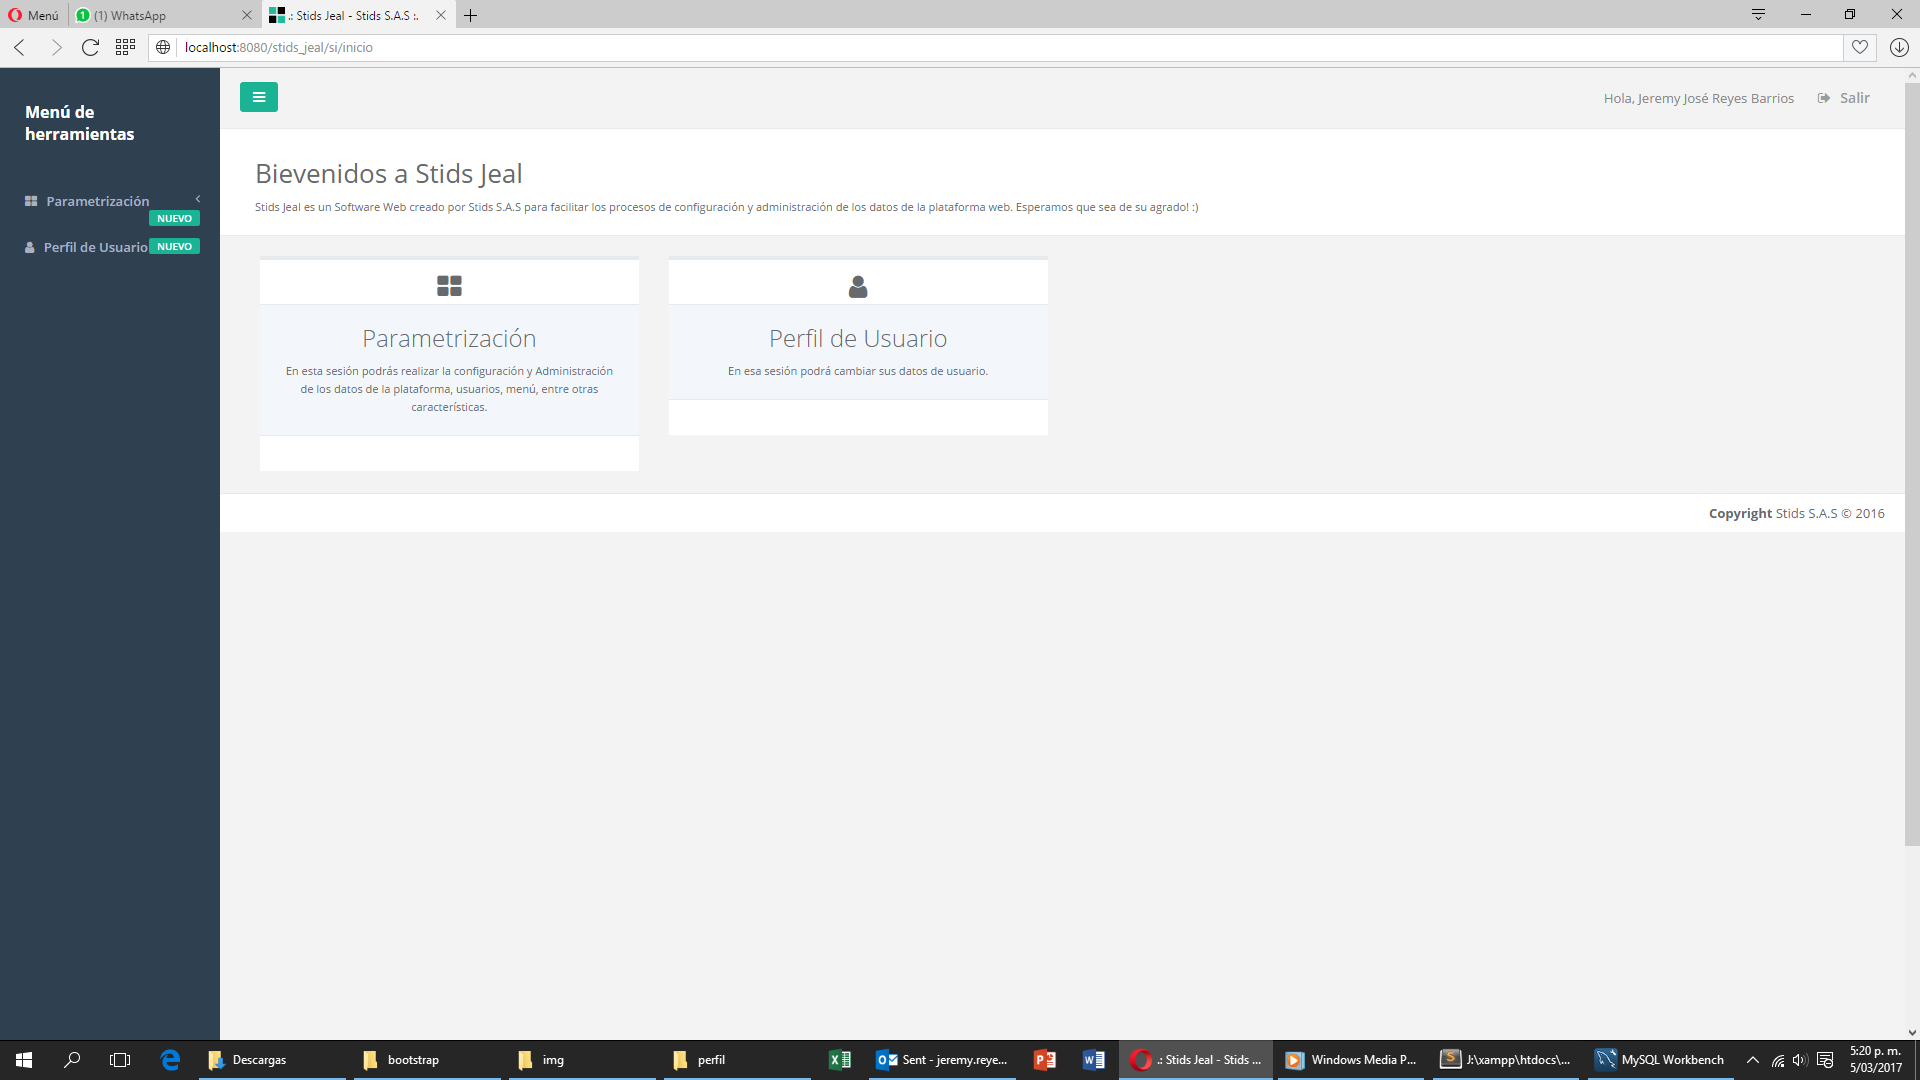 Menú
(1) WhatsApp
.: Stids Jeal - Stids S.A.S :.
localhost:8080/stids_jeal/si/inicio
Menú de
herramientas
Parametrización
NUEVO
Perfil de Usuario NUEVO
Hola, Jeremy José Reyes Barrios Salir
Bievenidos a Stids Jeal
Stids Jeal es un Software Web creado por Stids S.A.S para facilitar los procesos de configuración y administración de los datos de la plataforma web. Esperamos que sea de su agrado! :)
Parametrización
En esta sesión podrás realizar la configuración y Administración
de los datos de la plataforma, usuarios, menú, entre otras
características.
Perfil de Usuario
En esa sesión podrá cambiar sus datos de usuario.
Copyright Stids S.A.S © 2016
Descargas
bootstrap
img
perfil
Sent - jeremy.reye...
.: Stids Jeal - Stids ...
Windows Media P...
J:\xampp\htdocs\...
MySQL Workbench
5:20 p. m.
5/03/2017